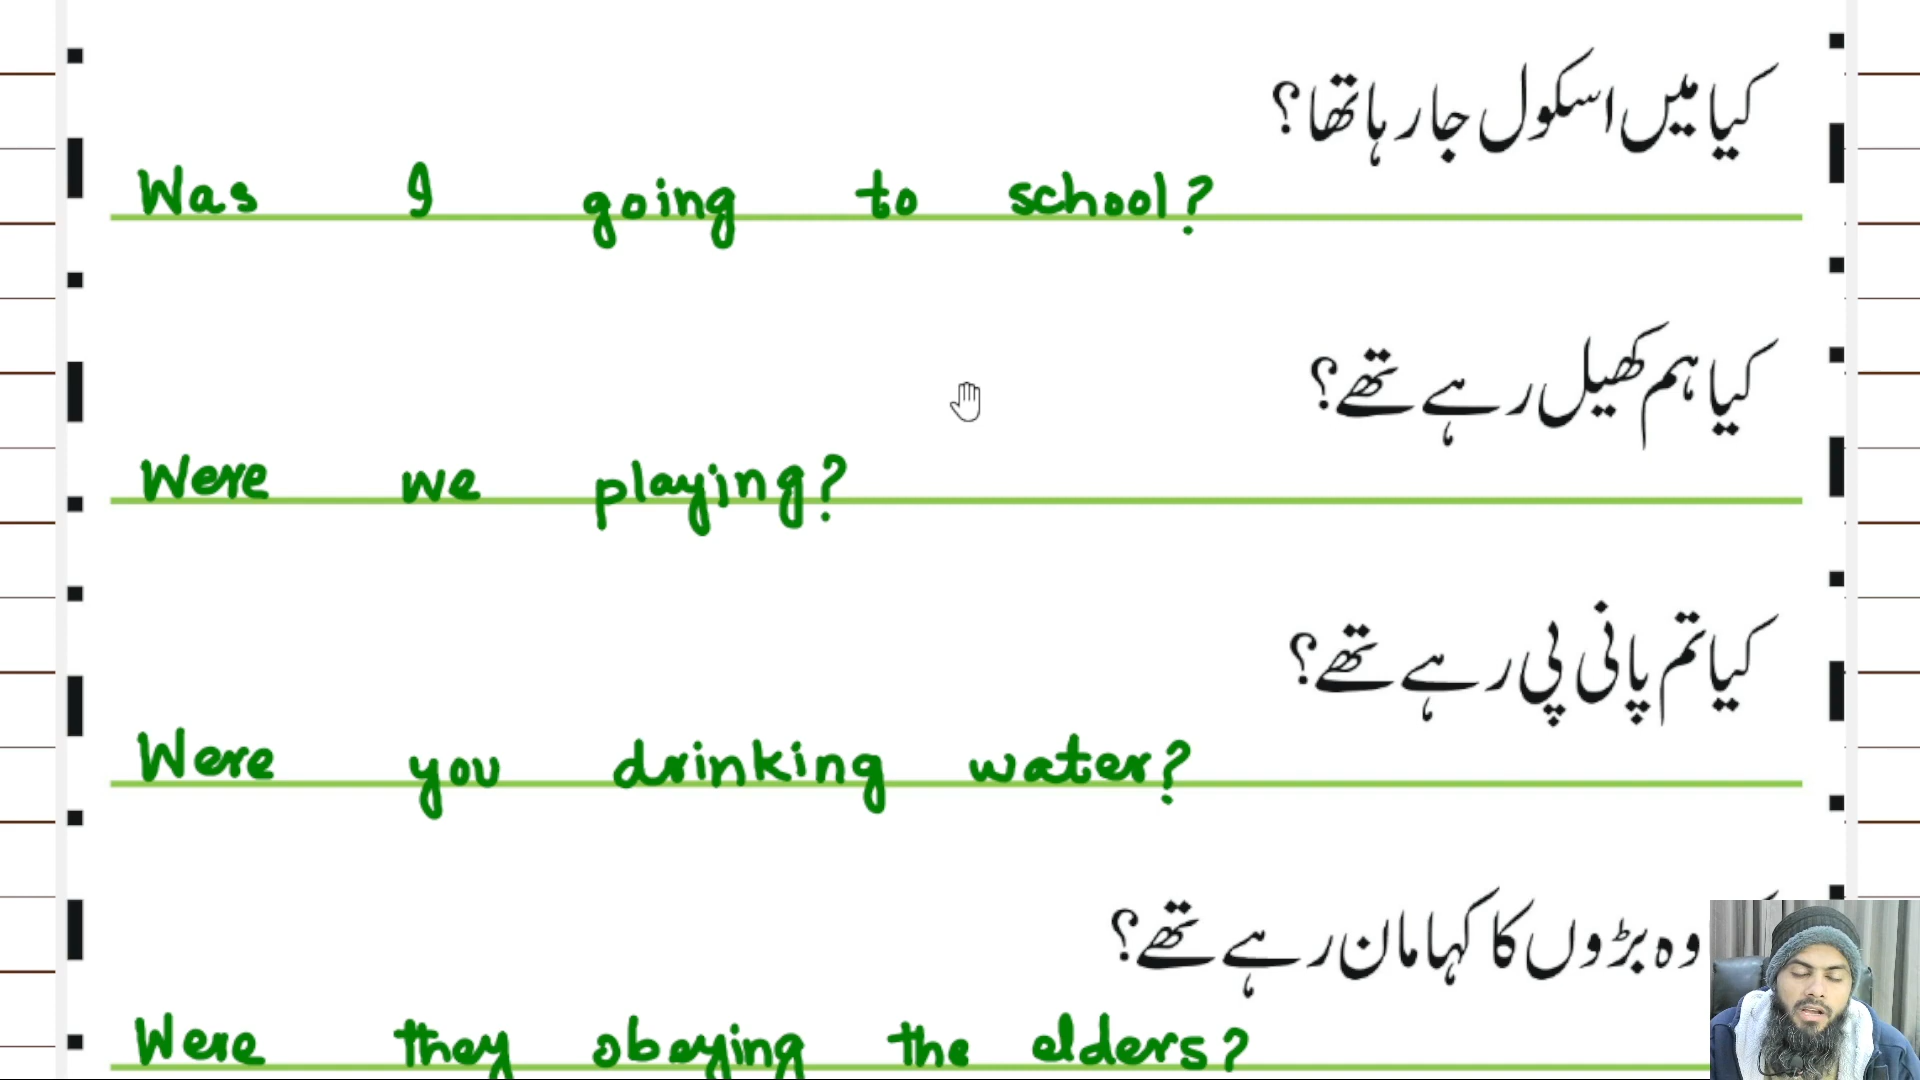 کیا میں اسکول جا رہا تھا؟
Was I going to school?
کیا ہم کھیل رہے تھے؟
Were we playing?
کیا تم پانی پی رہے تھے؟
Were you drinking water?
وہ بڑوں کا کہا مان رہے تھے؟
Were they obeying the elders?